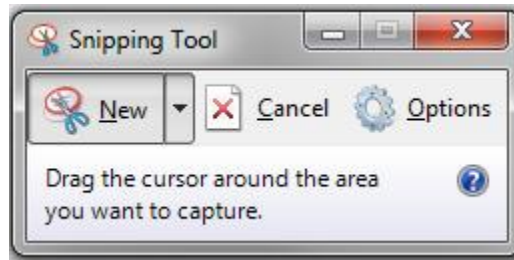 Snipping Tool
New Cancel Options
Drag the cursor around the area
you want to capture.